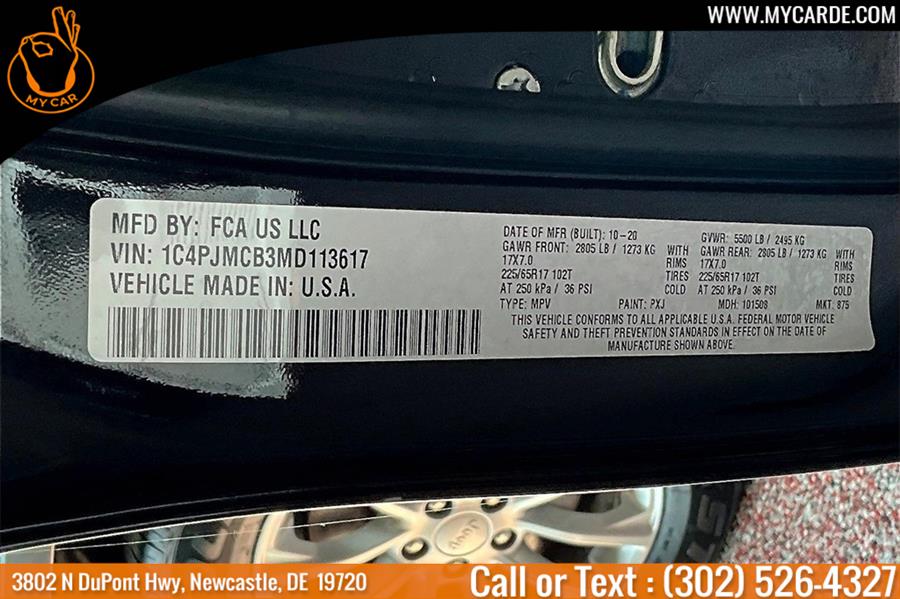 WWW.MYCARDE.COM
MY CAR
MFD BY: FCA US LLC
VIN: 1C4PJMCB3MD113617
VEHICLE MADE IN: U.S.A.
DATE OF MFR (BUILT): 10-20 GVWR: 5500 LB / 2495 KG
GAWR FRONT: 2805 LB / 1273 KG WITH GAWR REAR: 2805 LB / 1273 KG WITH
17X7.0 RIMS 17X7.0 RIMS
225/65R17 102T TIRES 225/65R17 102T TIRES
AT 250 kPa / 36 PSI COLD AT 250 kPa / 36 PSI COLD
TYPE: MPV PAINT: PXJ MDH: 101508 MKT: 875
THIS VEHICLE CONFORMS TO ALL APPLICABLE U.S.A. FEDERAL MOTOR VEHICLE
SAFETY AND THEFT PREVENTION STANDARDS IN EFFECT ON THE DATE OF
MANUFACTURE SHOWN ABOVE.
Jeep
3802 N DuPont Hwy, Newcastle, DE 19720
Call or Text : (302) 526-4327